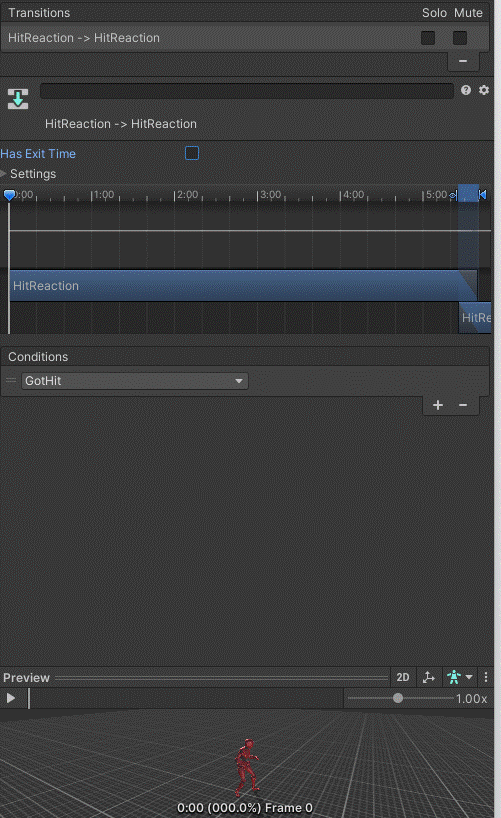 Transitions Solo Mute
HitReaction -> HitReaction
HitReaction -> HitReaction
Has Exit Time
Settings
0:00 1:00 2:00 3:00 4:00 5:00
HitReaction
HitRe
Conditions
GotHit
Preview 2D
1.00x
0:00 (000.0%) Frame 0